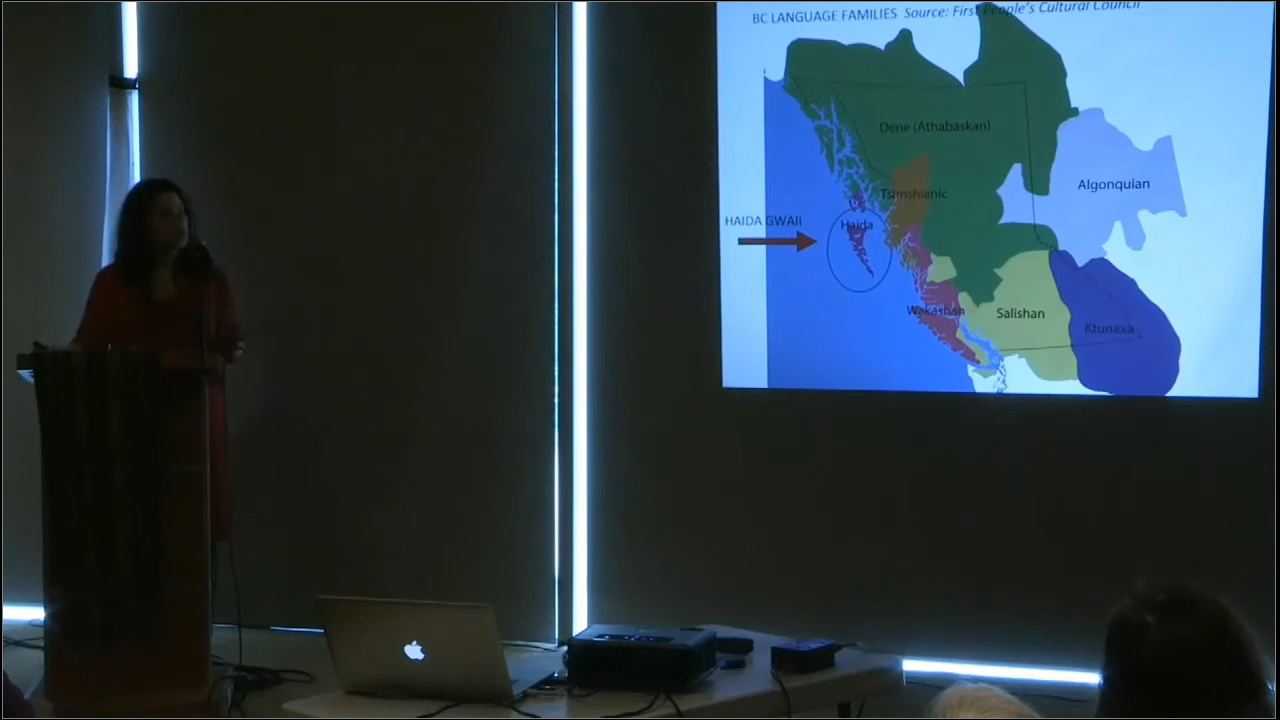 BC LANGUAGE FAMILIES Source: First People's Cultural Council
Dene (Athabaskan)
Algonquian
Tsimshianic
HAIDA GWAII
Haida
Wakashan
Salishan
Ktunaxa